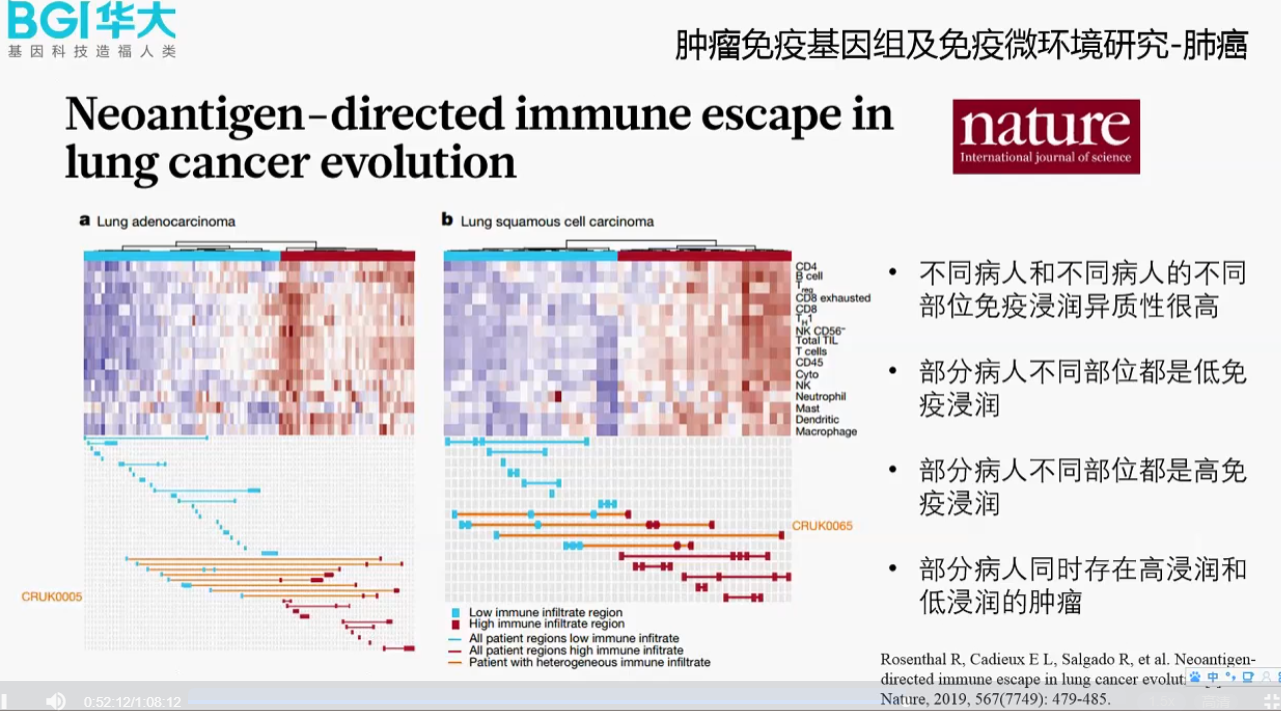 BGI华大
基因科技造福人类
肿瘤免疫基因组及免疫微环境研究-肺癌
Neoantigen-directed immune escape in
lung cancer evolution
nature
International journal of science
a Lung adenocarcinoma
b Lung squamous cell carcinoma
CD4
B cell
Treg
CD8 exhausted
CD8
TH1
NK CD56-
Total TIL
T cells
CD45
Cyto
NK
Neutrophil
Mast
Dendritic
Macrophage
CRUK0065
CRUK0005
Low immune infiltrate region
High immune infiltrate region
All patient regions low immune infiltrate
All patient regions high immune infiltrate
Patient with heterogeneous immune infiltrate
• 不同病人和不同病人的不同
部位免疫浸润异质性很高
• 部分病人不同部位都是低免
疫浸润
• 部分病人不同部位都是高免
疫浸润
• 部分病人同时存在高浸润和
低浸润的肿瘤
Rosenthal R, Cadieux E L, Salgado R, et al. Neoantigen-
directed immune escape in lung cancer evolut
Nature, 2019, 567(7749): 479-485.
中
0:52:12/1:08:12